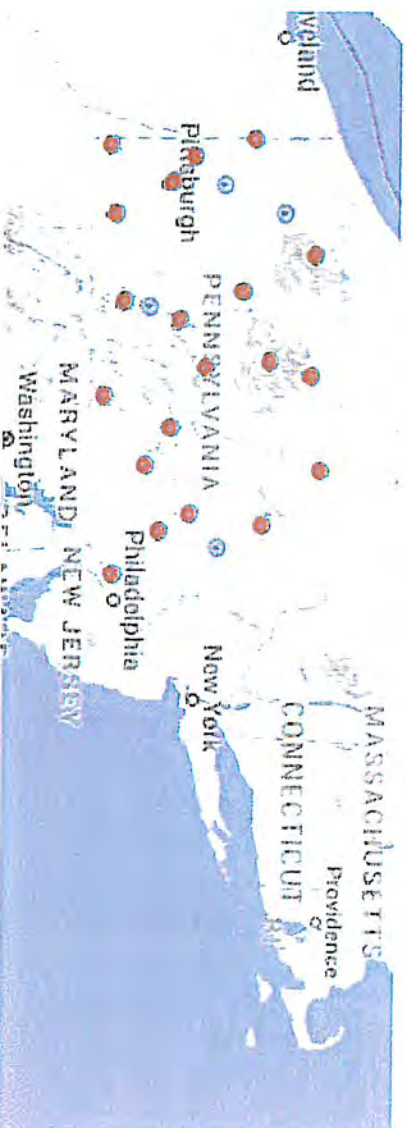 veland
Pittsburgh
PENNSYLVANIA
MARYLAND
Washington
NEW JERSEY
Philadelphia
New York
CONNECTICUT
MASSACHUSETTS
Providence